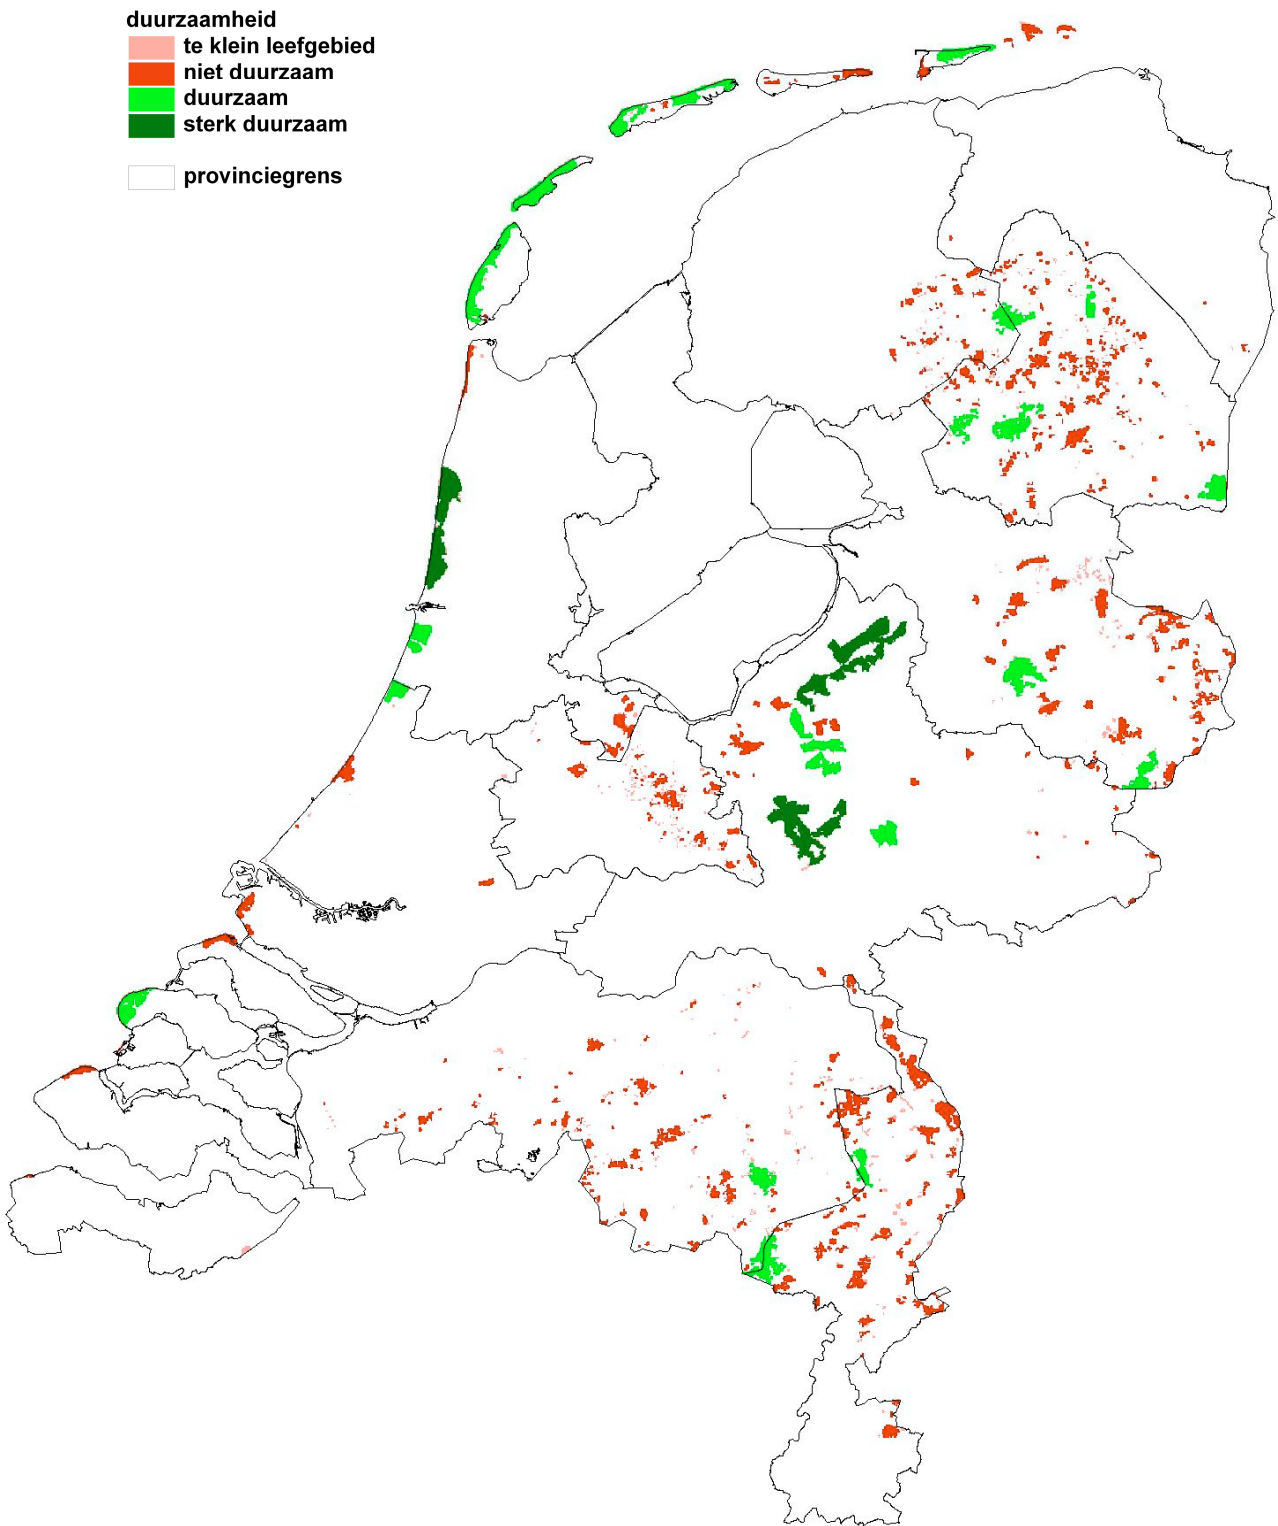 duurzaamheid
te klein leefgebied
niet duurzaam
duurzaam
sterk duurzaam
provinciegrens